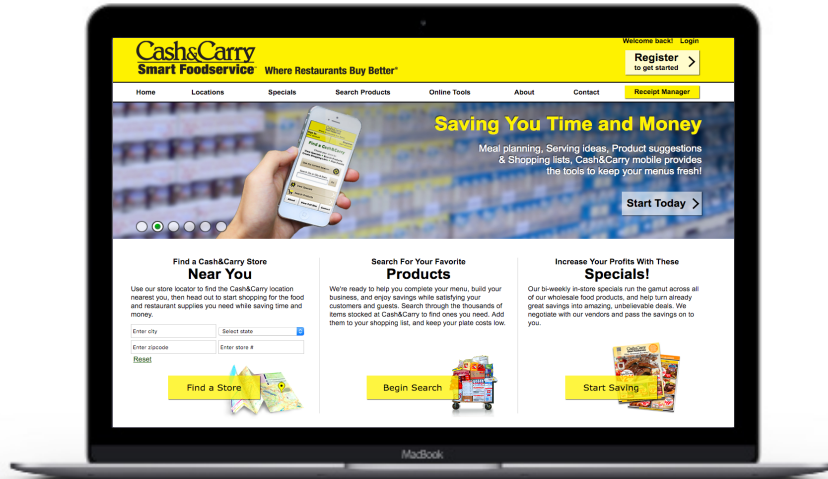 Welcome back! Login
Cash&Carry
Smart Foodservice™ Where Restaurants Buy Better®
Register
to get started
Home Locations Specials Search Products Online Tools About Contact Receipt Manager
Saving You Time and Money
Meal planning, Serving ideas, Product suggestions
& Shopping lists, Cash&Carry mobile provides
the tools to keep your menus fresh!
Start Today
Find a Cash&Carry
Find a Cash&Carry Store
Near You
Use our store locator to find the Cash&Carry location
nearest you, then head out to start shopping for the food
and restaurant supplies you need while saving time and
money.
Enter city Select state
Enter zipcode Enter store #
Reset
Find a Store
Search For Your Favorite
Products
We're ready to help you complete your menu, build your
business, and enjoy savings while satisfying your
customers and guests. Search through the thousands of
items stocked at Cash&Carry to find ones you need. Add
them to your shopping list, and keep your plate costs low.
Begin Search
Increase Your Profits With These
Specials!
Our bi-weekly in-store specials run the gamut across all
of our wholesale food products, and help turn already
great savings into amazing, unbelievable deals. We
negotiate with our vendors and pass the savings on to
you.
Start Saving
Cash&Carry
MacBook